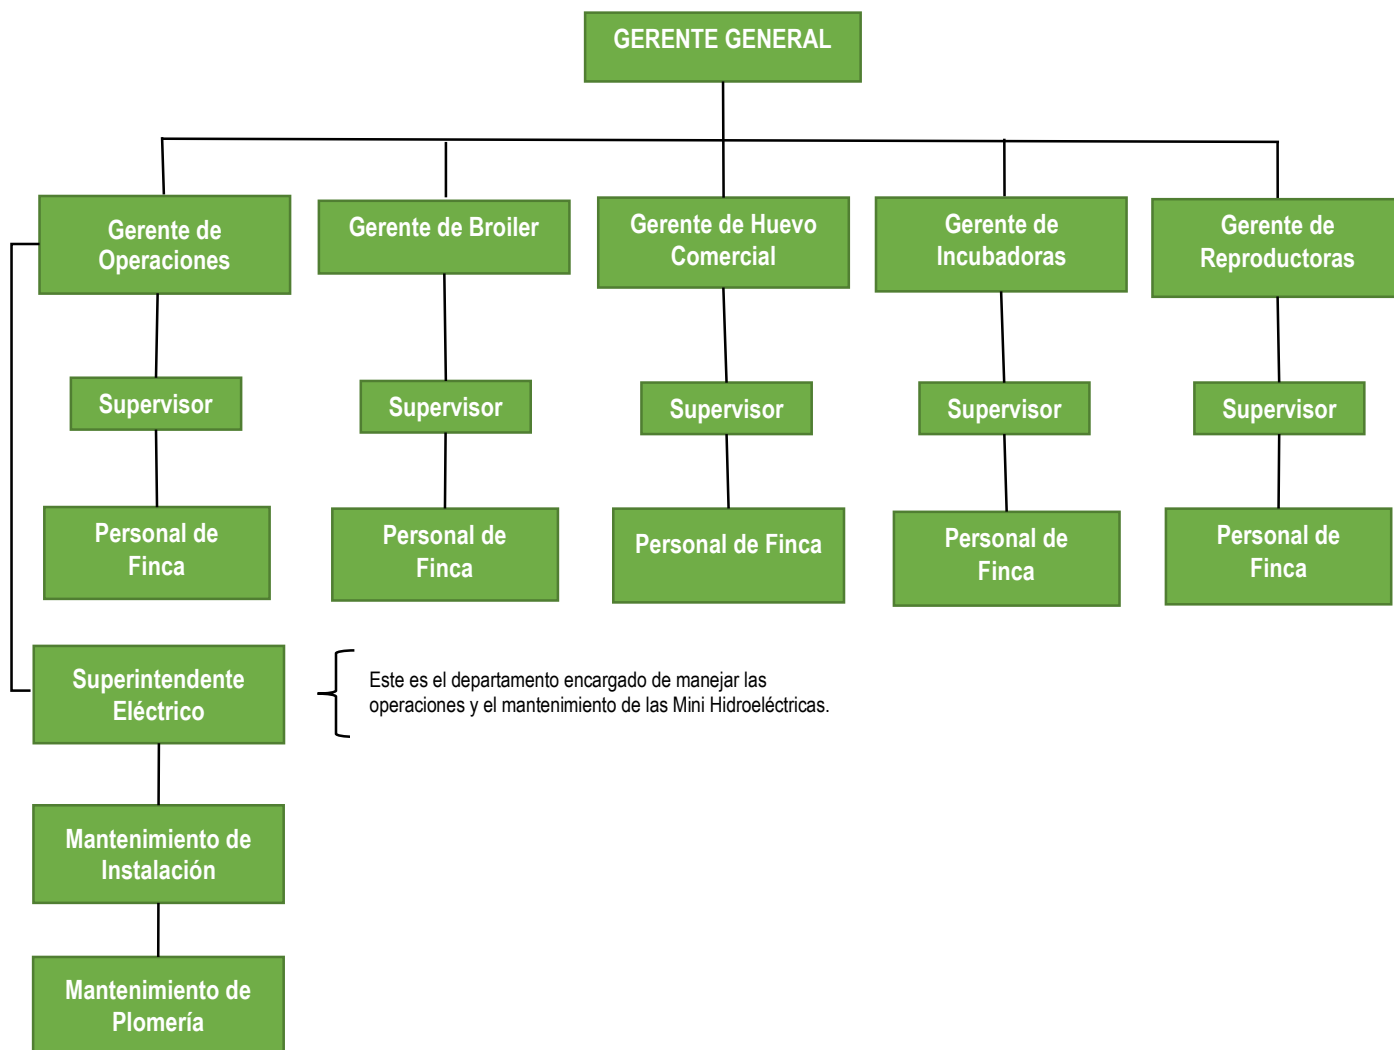 GERENTE GENERAL
Gerente de
Operaciones
Gerente de Broiler
Gerente de Huevo
Comercial
Gerente de
Incubadoras
Gerente de
Reproductoras
Supervisor
Supervisor
Supervisor
Supervisor
Supervisor
Personal de
Finca
Personal de
Finca
Personal de Finca
Personal de
Finca
Personal de
Finca
Superintendente
Eléctrico
Este es el departamento encargado de manejar las
operaciones y el mantenimiento de las Mini Hidroeléctricas.
Mantenimiento de
Instalación
Mantenimiento de
Plomería